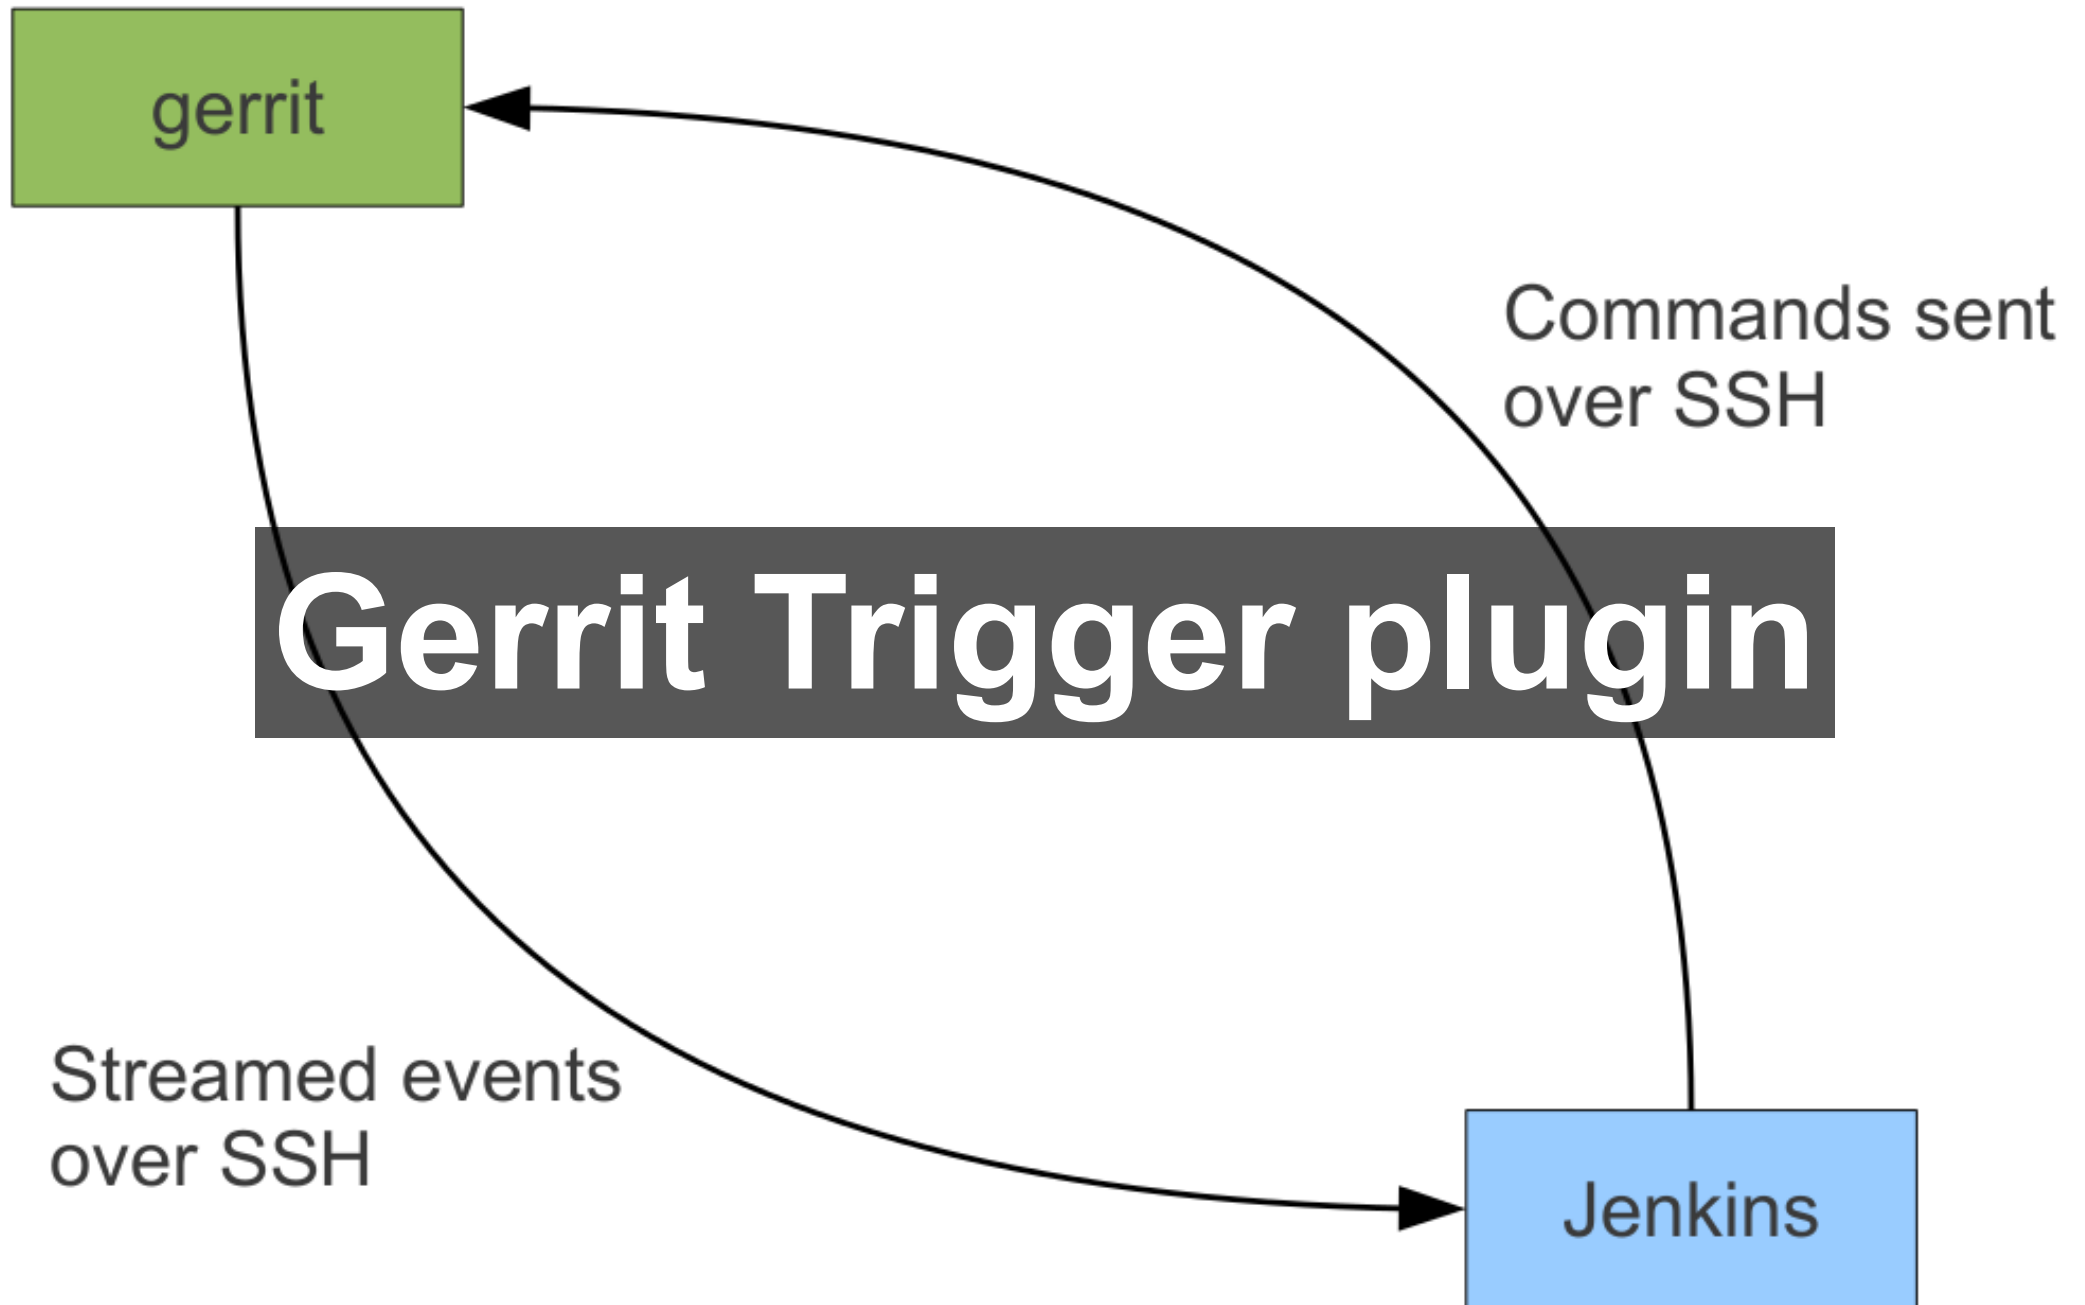 gerrit
Commands sent
over SSH
Gerrit Trigger plugin
Streamed events
over SSH
Jenkins